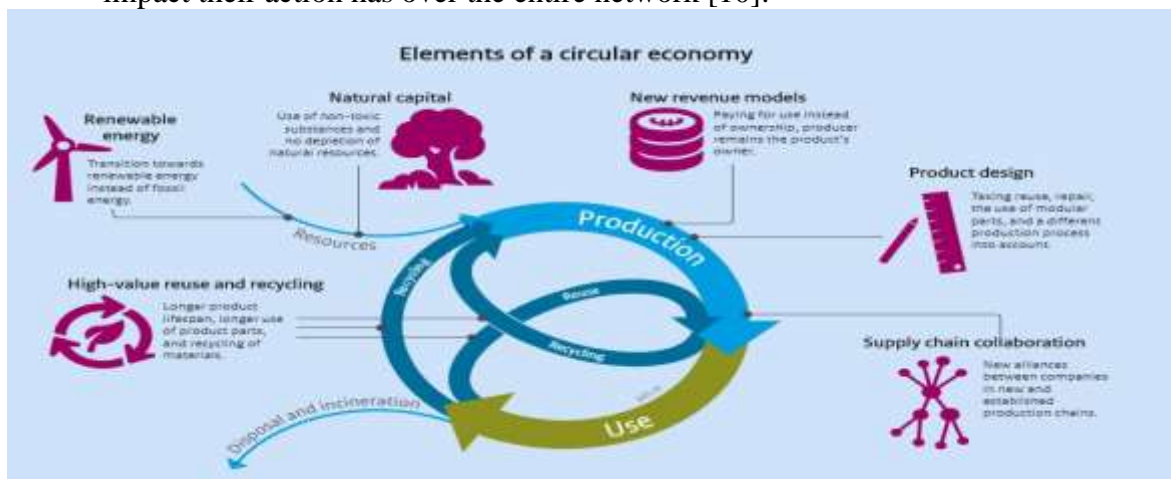 impact their action has over the entire network [16].
Elements of a circular economy
Renewable
energy
Transition towards
renewable energy
instead of fossil
energy.
Natural capital
Use of non-toxic
substances and
no depletion of
natural resources.
New revenue models
Paying for use instead
of ownership, producer
remains the product's
owner.
Product design
Taking reuse, repair,
the use of modular
parts, and a different
production process
into account.
Resources
Production
High-value reuse and recycling
Longer product
lifespan, longer use
of product parts,
and recycling of
materials.
Recycling
Reuse
Recycling
Supply chain collaboration
New alliances
between companies
in new and
established
production chains.
Disposal and incineration
Use